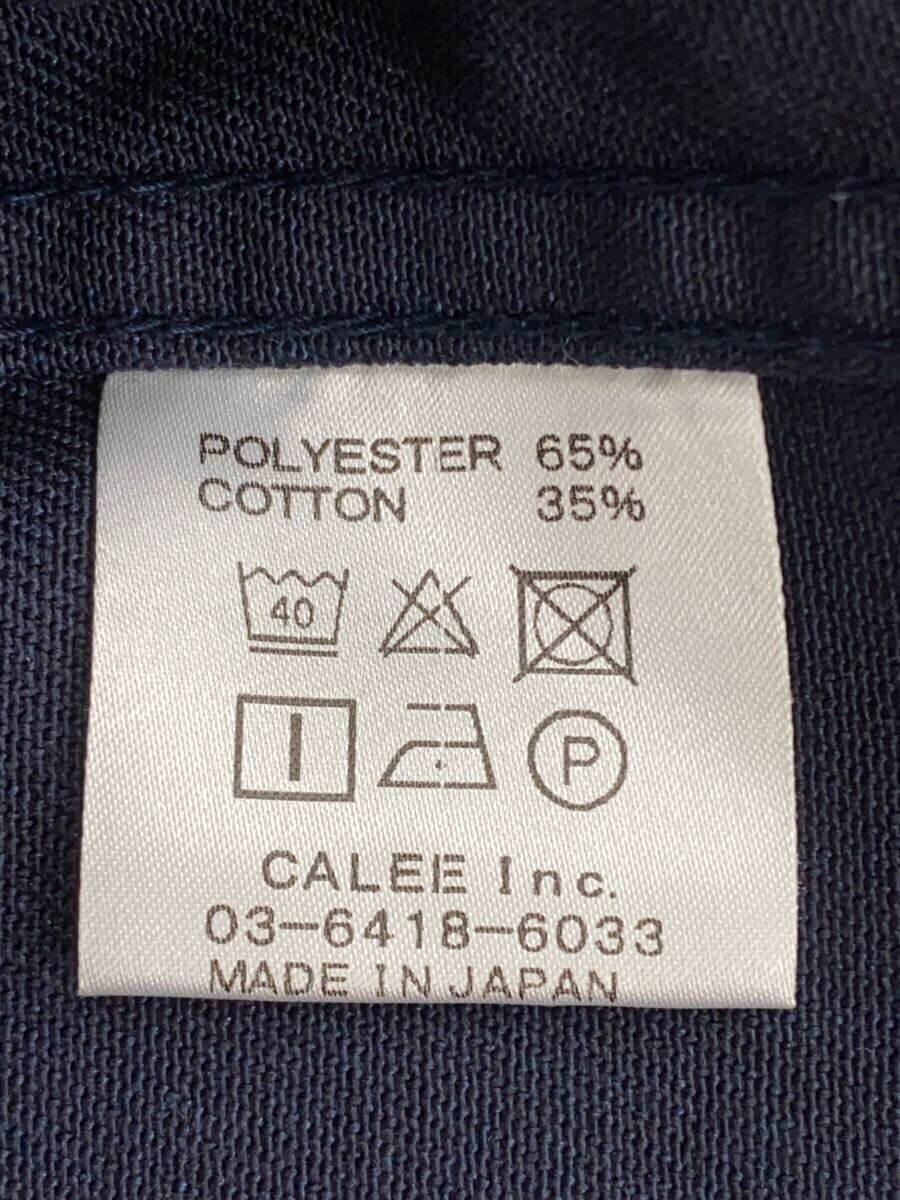 POLYESTER 65%
COTTON 35%
40
P
CALEE Inc.
03-6418-6033
MADE IN JAPAN